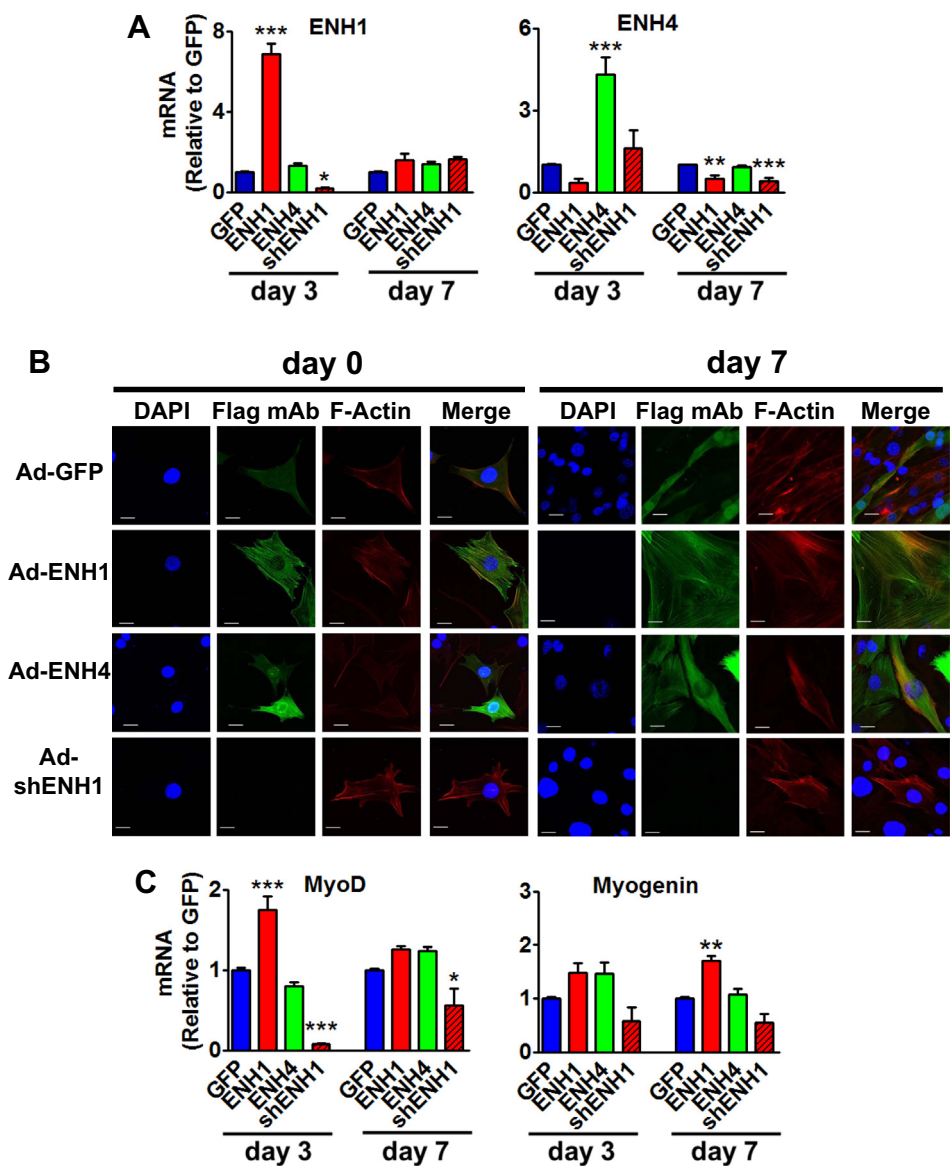 A
ENH1
ENH4
mRNA
(Relative to GFP)
8
4
0
***
*
6
3
0
***
**
***
GFP
ENH1
ENH4
shENH1
GFP
ENH1
ENH4
shENH1
GFP
ENH1
ENH4
shENH1
GFP
ENH1
ENH4
shENH1
day 3
day 7
day 3
day 7
B
day 0
day 7
DAPI Flag mAb F-Actin Merge DAPI Flag mAb F-Actin Merge
Ad-GFP
Ad-ENH1
Ad-ENH4
Ad-
shENH1
C
MyoD
Myogenin
mRNA
(Relative to GFP)
2
1
0
***
***
*
3
2
1
0
**
GFP
ENH1
ENH4
shENH1
GFP
ENH1
ENH4
shENH1
GFP
ENH1
ENH4
shENH1
GFP
ENH1
ENH4
shENH1
day 3
day 7
day 3
day 7